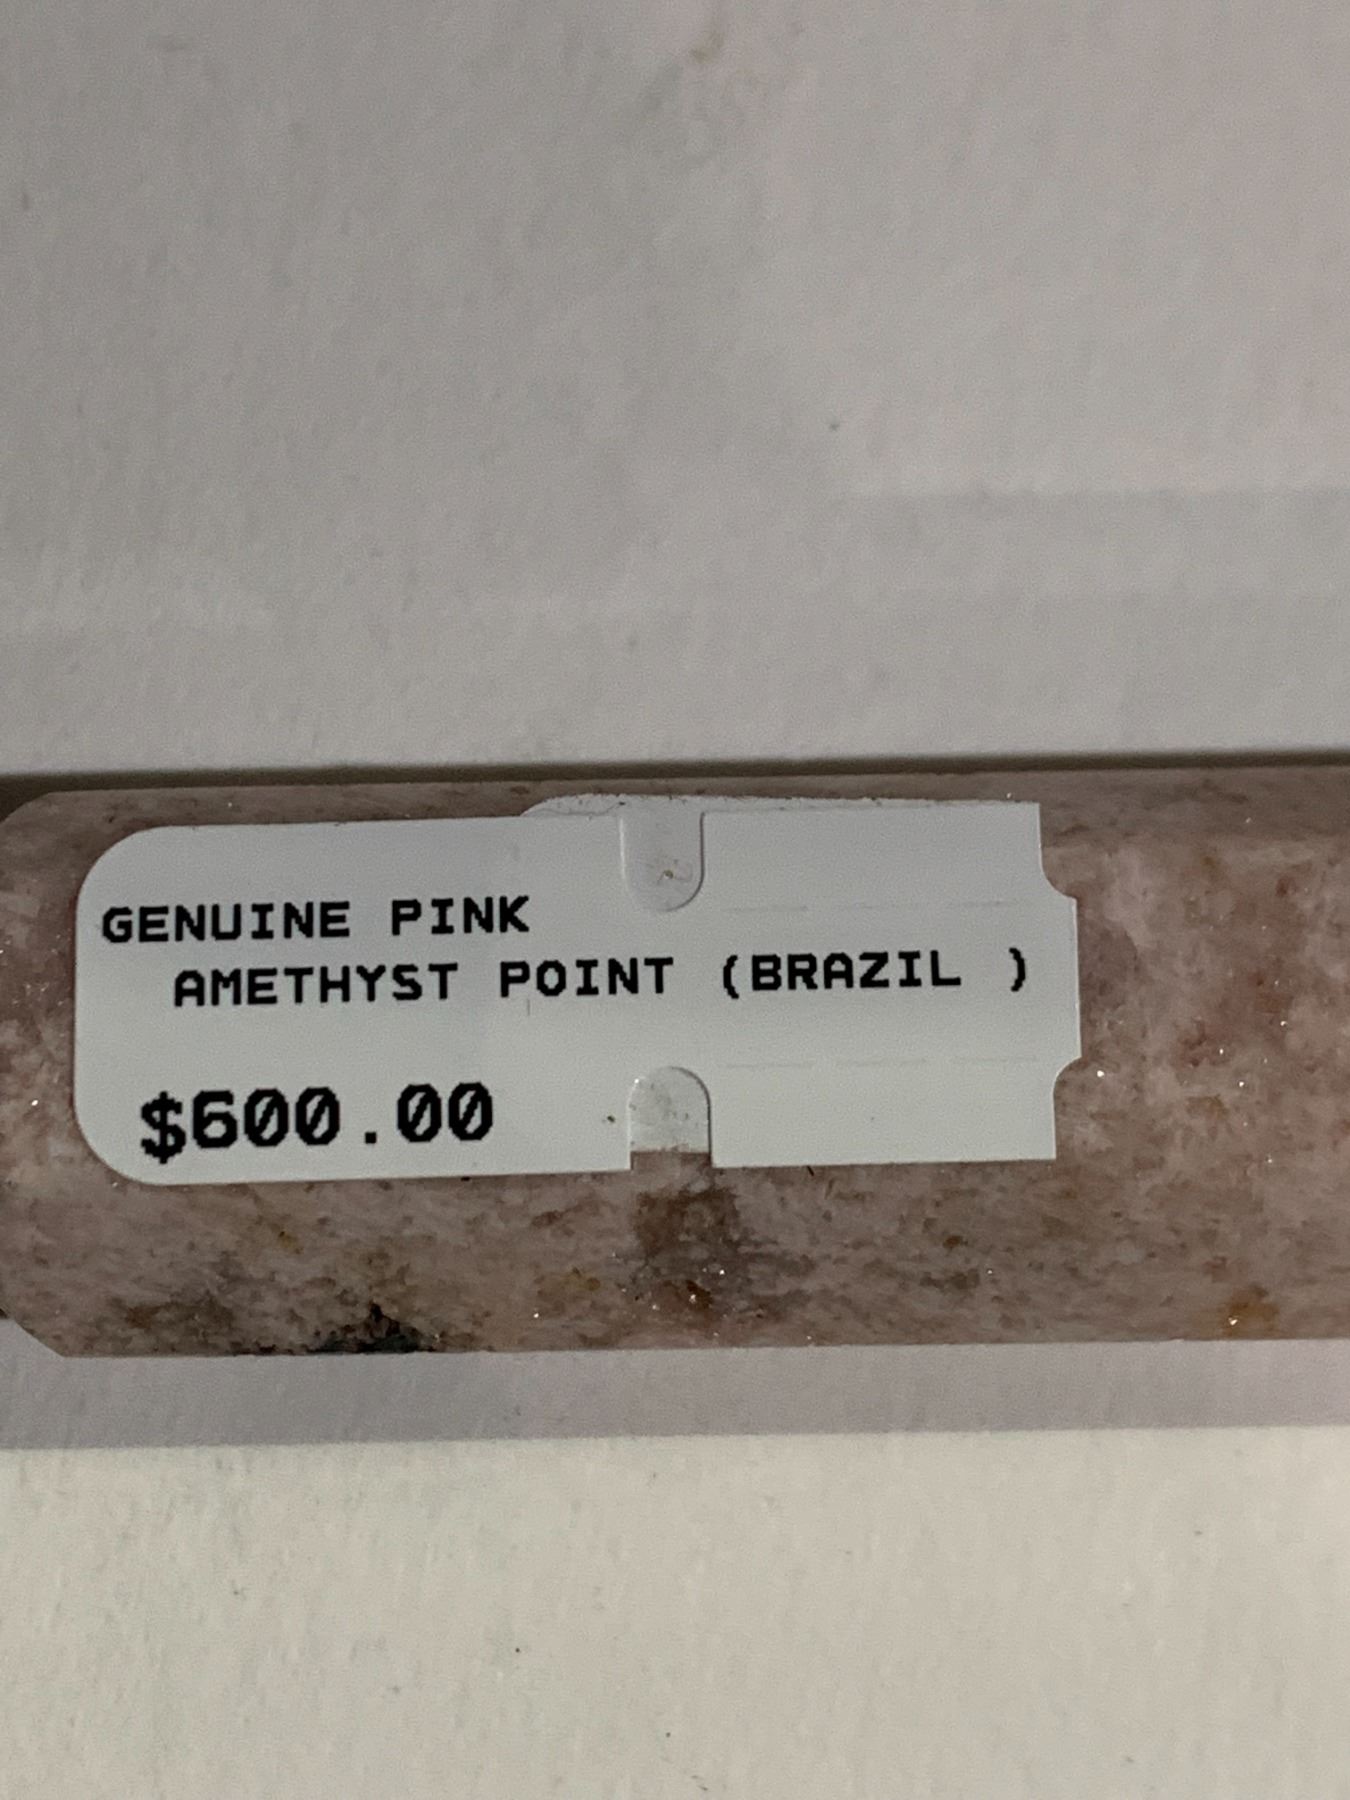 GENUINE PINK
AMETHYST POINT (BRAZIL )
$600.00